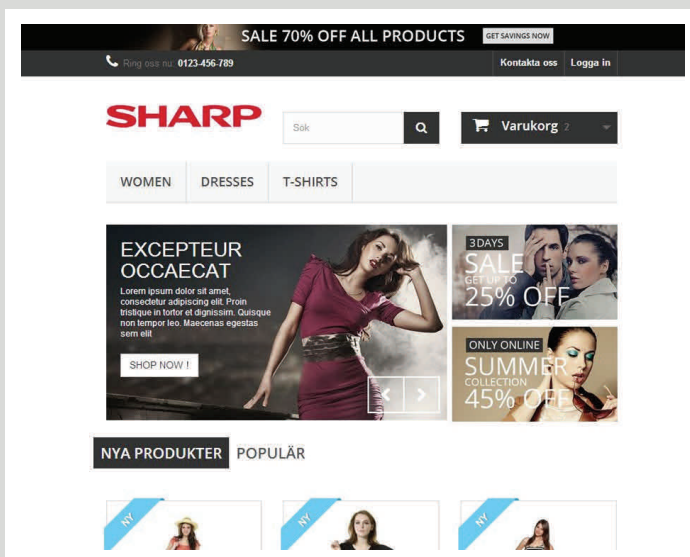 SALE 70% OFF ALL PRODUCTS
GET SAVINGS NOW
Ring oss nu: 0123-456-789
Kontakta oss
Logga in
SHARP
Sök
Varukorg 2
WOMEN
DRESSES
T-SHIRTS
EXCEPTEUR
OCCAECAT
Lorem ipsum dolor sit amet,
consectetur adipiscing elit. Proin
tristique in tortor et dignissim. Quisque
non tempor leo. Maecenas egestas
sem elit
SHOP NOW !
3DAYS
SALE
GET UP TO
25% OFF
ONLY ONLINE
SUMMER
COLLECTION
45% OFF
NYA PRODUKTER
POPULÄR
NY
NY
NY